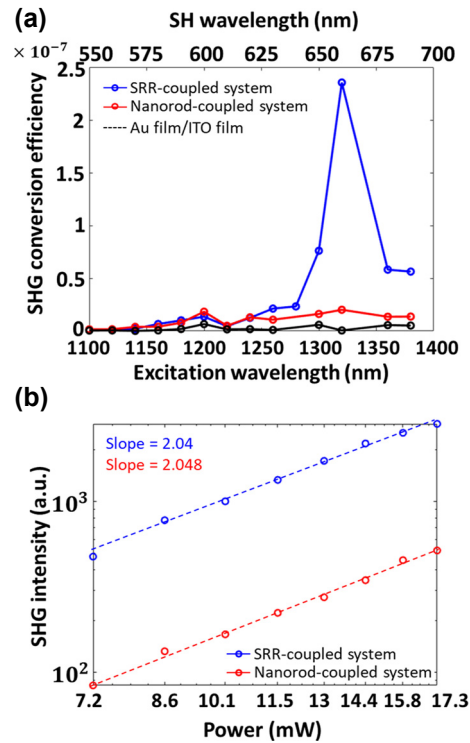 (a)
SH wavelength (nm)
550 575 600 625 650 675 700
× 10⁻⁷
2.5
2
1.5
1
0.5
0
SHG conversion efficiency
SRR-coupled system
Nanorod-coupled system
Au film/ITO film
1100 1150 1200 1250 1300 1350 1400
Excitation wavelength (nm)
(b)
Slope = 2.04
Slope = 2.048
10³
10²
SHG intensity (a.u.)
SRR-coupled system
Nanorod-coupled system
7.2 8.6 10.1 11.5 13 14.4 15.8 17.3
Power (mW)